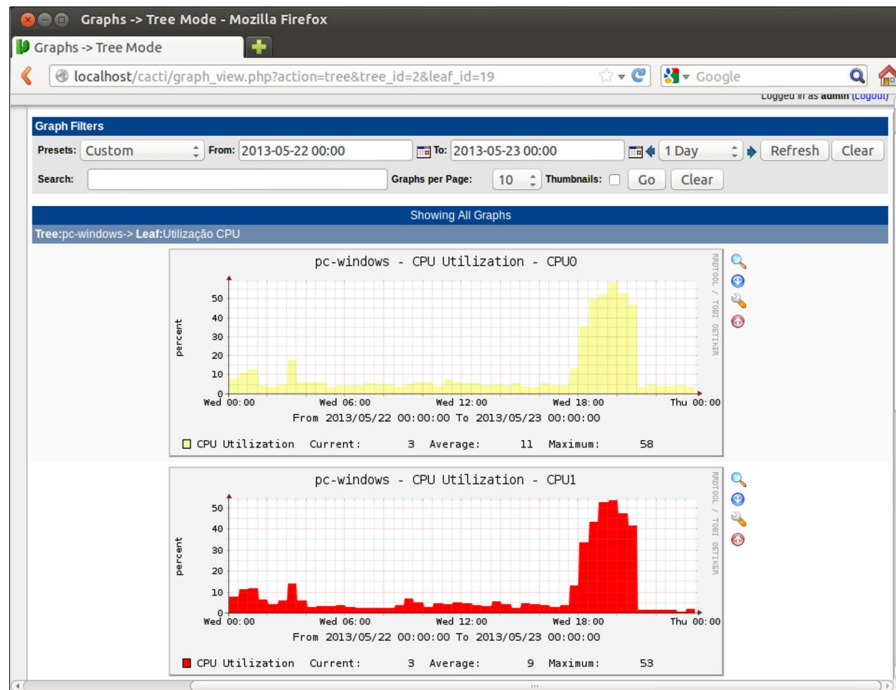 Graphs -> Tree Mode - Mozilla Firefox
Graphs -> Tree Mode
localhost/cacti/graph_view.php?action=tree&tree_id=2&leaf_id=19
Google
Logged in as admin (Logout)
Graph Filters
Presets: Custom From: 2013-05-22 00:00 To: 2013-05-23 00:00 1 Day Refresh Clear
Search: Graphs per Page: 10 Thumbnails: Go Clear
Showing All Graphs
Tree:pc-windows-> Leaf:Utilização CPU
pc-windows - CPU Utilization - CPU0
RRDTOOL / TOBI OETIKER
percent
50
40
30
20
10
0
Wed 00:00 Wed 06:00 Wed 12:00 Wed 18:00 Thu 00:00
From 2013/05/22 00:00:00 To 2013/05/23 00:00:00
CPU Utilization Current: 3 Average: 11 Maximum: 58
pc-windows - CPU Utilization - CPU1
RRDTOOL / TOBI OETIKER
percent
50
40
30
20
10
0
Wed 00:00 Wed 06:00 Wed 12:00 Wed 18:00 Thu 00:00
From 2013/05/22 00:00:00 To 2013/05/23 00:00:00
CPU Utilization Current: 3 Average: 9 Maximum: 53